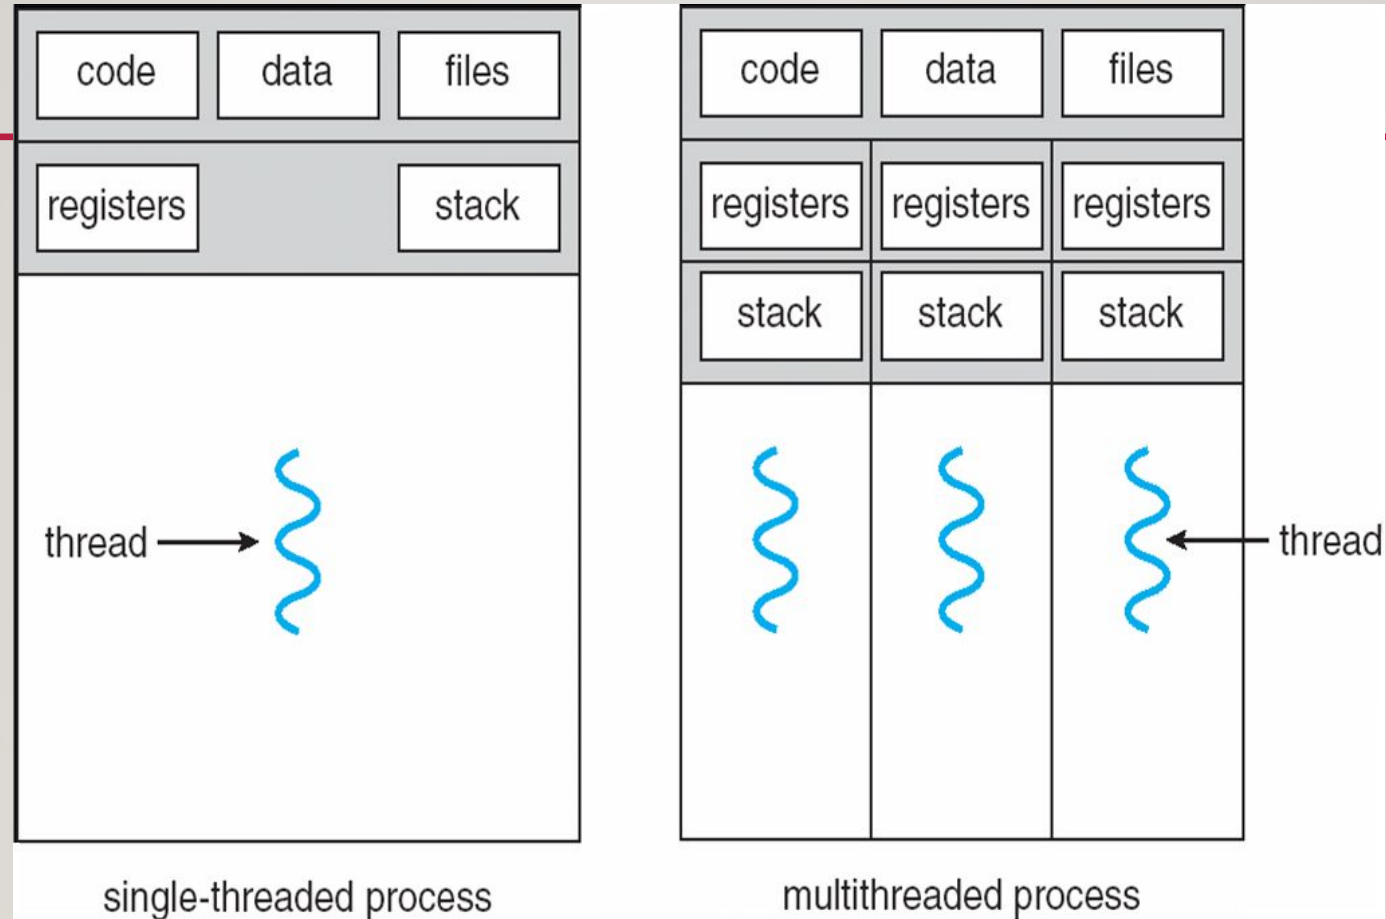 code data files
registers stack
thread
single-threaded process
code data files
registers registers registers
stack stack stack
thread
multithreaded process